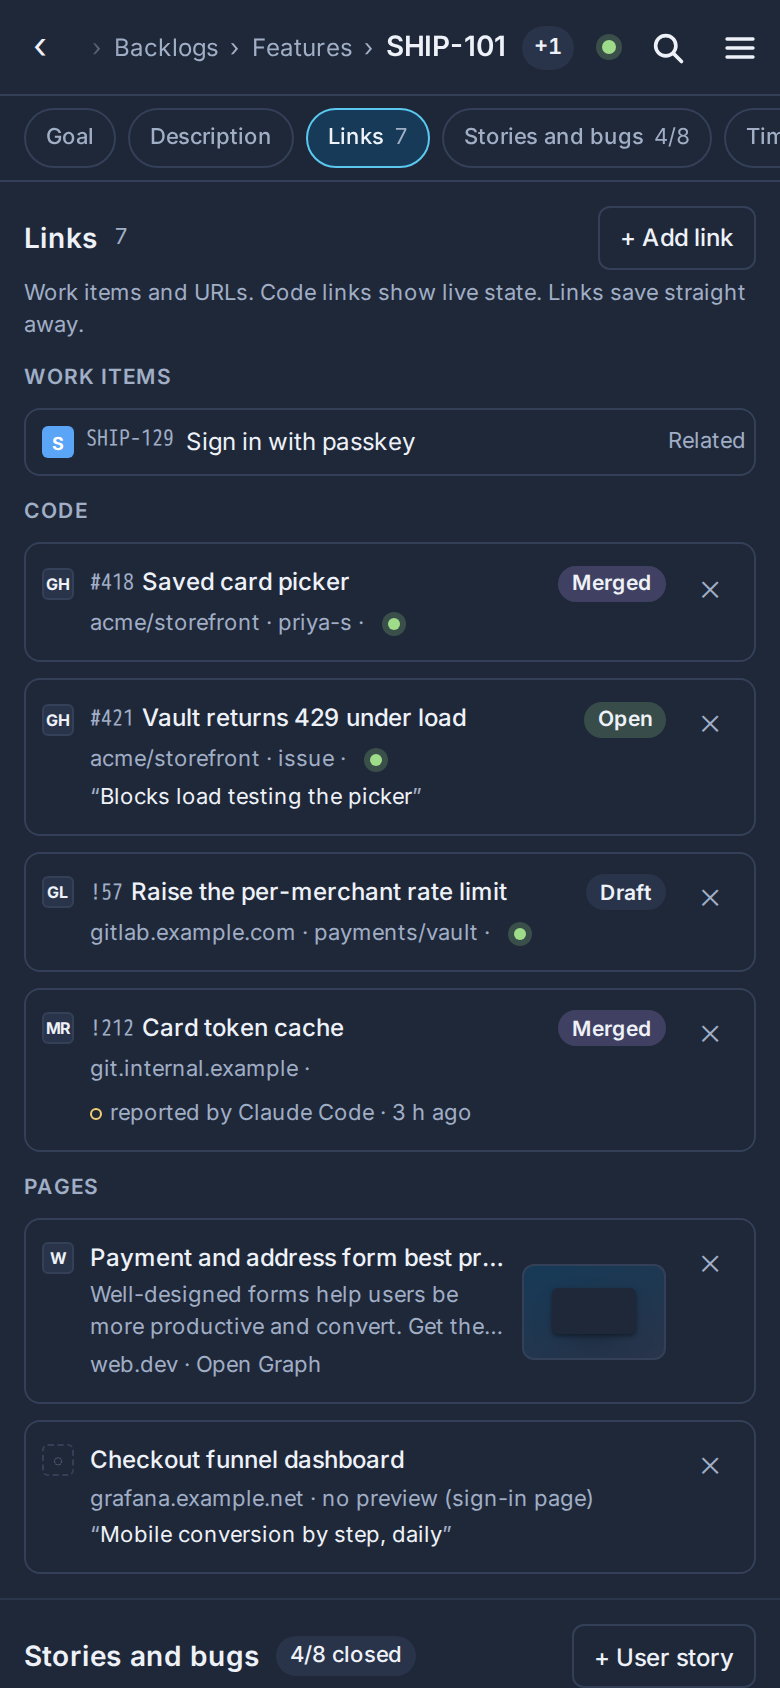 ‹ › Backlogs › Features › SHIP-101 +1
Goal Description Links 7 Stories and bugs 4/8 Tim
Links 7 + Add link
Work items and URLs. Code links show live state. Links save straight
away.
WORK ITEMS
S SHIP-129 Sign in with passkey Related
CODE
GH #418 Saved card picker Merged ×
acme/storefront · priya-s ·
GH #421 Vault returns 429 under load Open ×
acme/storefront · issue ·
“Blocks load testing the picker”
GL !57 Raise the per-merchant rate limit Draft ×
gitlab.example.com · payments/vault ·
MR !212 Card token cache Merged ×
git.internal.example ·
reported by Claude Code · 3 h ago
PAGES
W Payment and address form best pr... ×
Well-designed forms help users be
more productive and convert. Get the...
web.dev · Open Graph
Checkout funnel dashboard ×
grafana.example.net · no preview (sign-in page)
“Mobile conversion by step, daily”
Stories and bugs 4/8 closed + User story